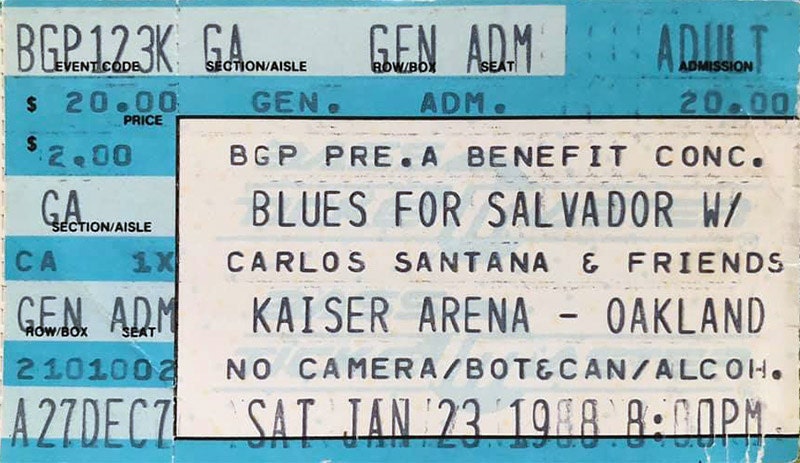 BGP123K GA GEN ADM ADULT
EVENT CODE SECTION/AISLE ROW/BOX SEAT ADMISSION
$ 20.00 GEN. ADM. 20.00
PRICE
$ 2.00
BGP PRE.A BENEFIT CONC.
GA
SECTION/AISLE
BLUES FOR SALVADOR W/
CA 1X
CARLOS SANTANA & FRIENDS
GEN ADM
ROW/BOX SEAT
KAISER ARENA - OAKLAND
2101002
NO CAMERA/BOT&CAN/ALCOH.
A27DEC7
SAT JAN 23 1988 8:00PM